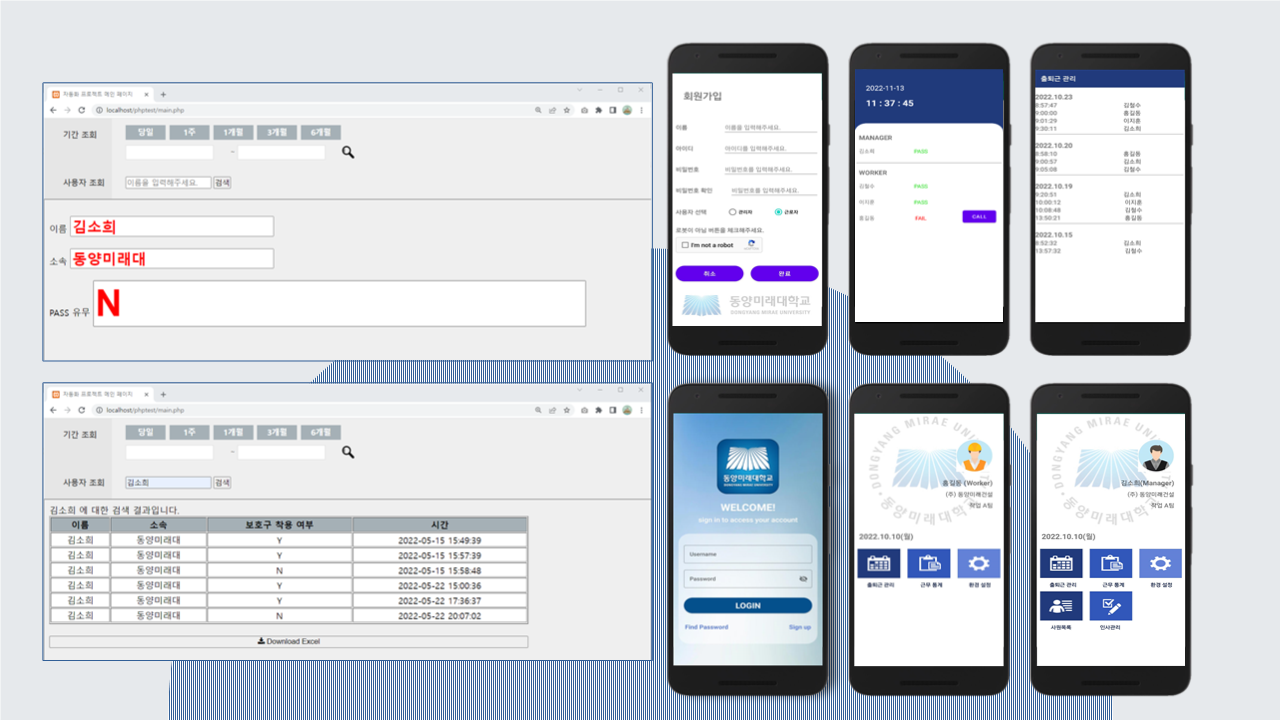 자동화 프로젝트 메인 페이지
localhost/phptest/main.php
기간 조회 당일 1주 1개월 3개월 6개월
-
사용자 조회 이름을 입력해주세요. 검색
이름 김소희
소속 동양미래대
PASS 유무 N
자동화 프로젝트 메인 페이지
localhost/phptest/main.php
기간 조회 당일 1주 1개월 3개월 6개월
-
사용자 조회 김소희 검색
김소희 에 대한 검색 결과입니다.
이름 소속 보호구 착용 여부 시간
김소희 동양미래대 Y 2022-05-15 15:49:39
김소희 동양미래대 Y 2022-05-15 15:57:39
김소희 동양미래대 N 2022-05-15 15:58:48
김소희 동양미래대 Y 2022-05-22 15:00:36
김소희 동양미래대 Y 2022-05-22 17:36:37
김소희 동양미래대 N 2022-05-22 20:07:02
Download Excel
회원가입
이름 이름을 입력해주세요.
아이디 아이디를 입력해주세요.
비밀번호 비밀번호를 입력해주세요.
비밀번호 확인 비밀번호를 입력해주세요.
사용자 선택 관리자 근로자
로봇이 아닐 버튼을 체크해주세요.
I'm not a robot
취소 완료
동양미래대학교
DONGYANG MIRAE UNIVERSITY
2022-11-13
11 : 37 : 45
MANAGER
김소희 PASS
WORKER
김철수 PASS
이지훈 PASS
홍길동 FAIL CALL
출퇴근 관리
2022.10.23
8:57:47 김철수
9:00:00 홍길동
9:01:29 이지훈
9:30:11 김소희
2022.10.20
8:58:10 홍길동
9:00:57 김소희
9:05:08 김철수
2022.10.19
9:20:51 김소희
10:00:12 이지훈
10:08:48 김철수
13:50:21 홍길동
2022.10.15
8:52:32 김소희
13:57:32 김철수
동양미래대학교
DONGYANG MIRAE UNIVERSITY
WELCOME!
sign in to access your account
Username
Password
LOGIN
Find Password Sign up
DONGYANG MIRAE UNI
동양미래대학
홍길동 (Worker)
(주) 동양미래건설
작업 A팀
2022.10.10(월)
출퇴근 관리 근무 통계 환경 설정
DONGYANG MIRAE UNI
동양미래대학
김소희(Manager)
(주) 동양미래건설
작업 A팀
2022.10.10(월)
출퇴근 관리 근무 통계 환경 설정
사원목록 인사관리